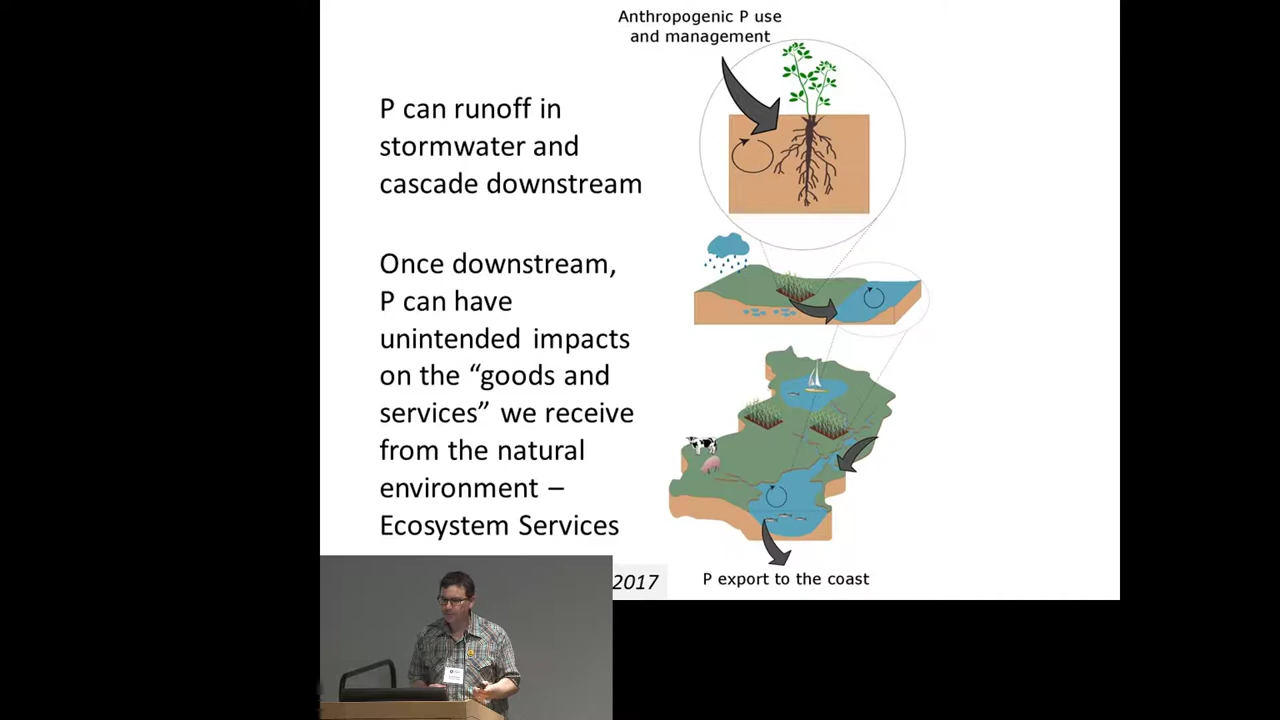 Anthropogenic P use
and management
P can runoff in
stormwater and
cascade downstream
Once downstream,
P can have
unintended impacts
on the “goods and
services” we receive
from the natural
environment –
Ecosystem Services
2017
P export to the coast